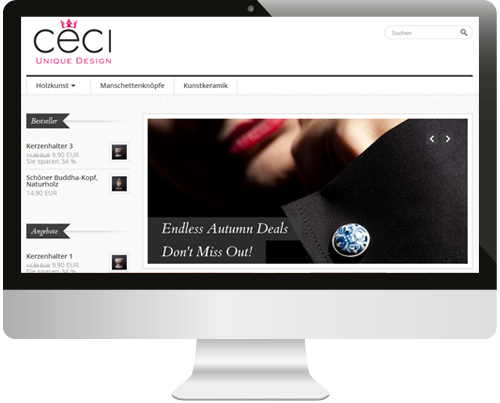 ceci
UNIQUE DESIGN
Suchen
Holzkunst
Manschettenknöpfe
Kunstkeramik
Bestseller
Kerzenhalter 3
14,90 EUR 9,90 EUR
Sie sparen 34 %
Schöner Buddha-Kopf,
Naturholz
14,90 EUR
Endless Autumn Deals
Don't Miss Out!
Angebote
Kerzenhalter 1
14,90 EUR 9,90 EUR
Sie sparen 34 %